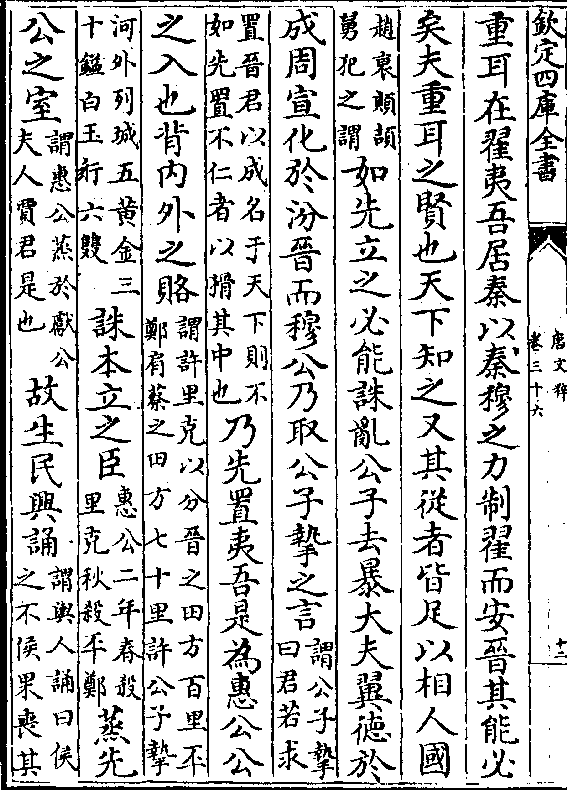 欽定四庫全書
唐文粹
卷三十六
十二
重耳在翟夷吾居秦以秦穆之力制翟而安晉其能必
矣夫重耳之賢也天下知之又其從者皆足以相人國
趙衰顛頡
舅犯之謂
如先立之必能誅亂公子去暴大夫翼德於
成周宣化於汾晉而穆公乃取公子摯之言
謂公子摯
曰君若求
置晉君以成名于天下則不
如先置不仁者以猾其中也
乃先置夷吾是為惠公公
之入也背內外之賂
謂許里克以汾晉之田方百里丕
鄭有蔡之田方七十里許公子摯
河外列城五黃金三
十鎰白玉珩六雙
誅本立之臣
惠公二年春殺
里克秋殺丕鄭
蒸先
公之室
謂惠公蒸於獻公
夫人賈君是也
故生民興誦
謂輿人誦曰佞
之不佞果喪其